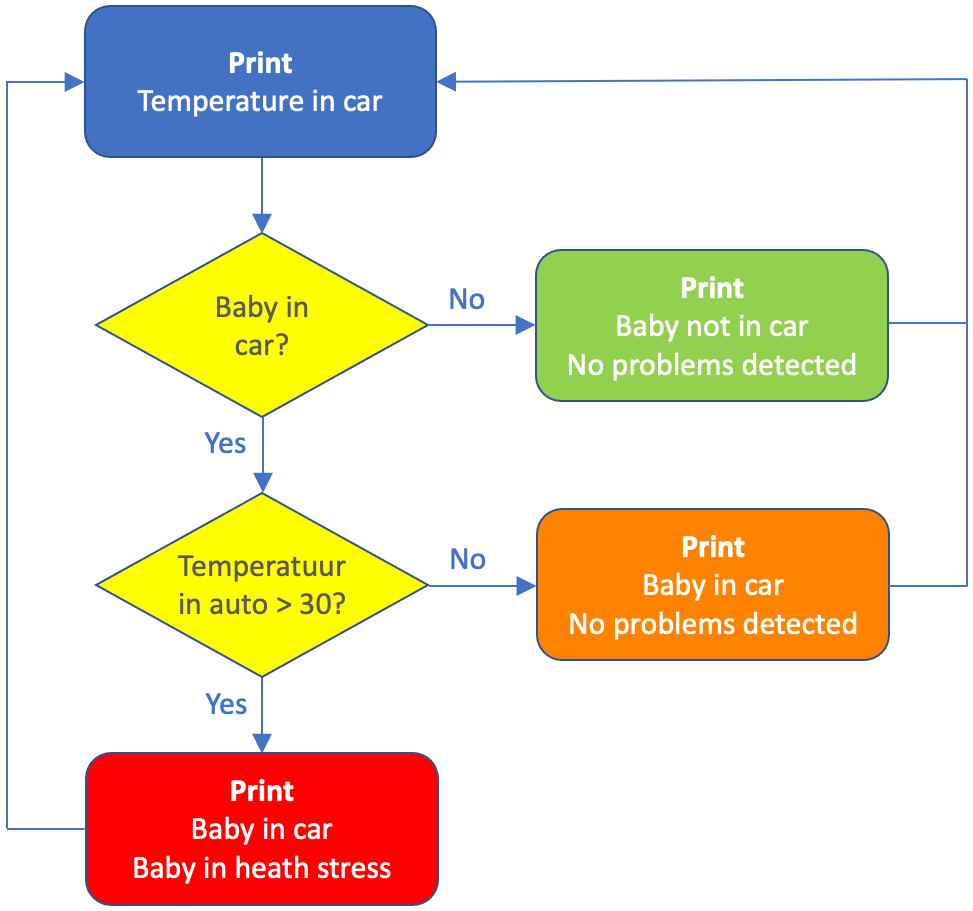 Print
Temperature in car
Baby in
car?
No
Print
Baby not in car
No problems detected
Yes
Temperatuur
in auto > 30?
No
Print
Baby in car
No problems detected
Yes
Print
Baby in car
Baby in heath stress